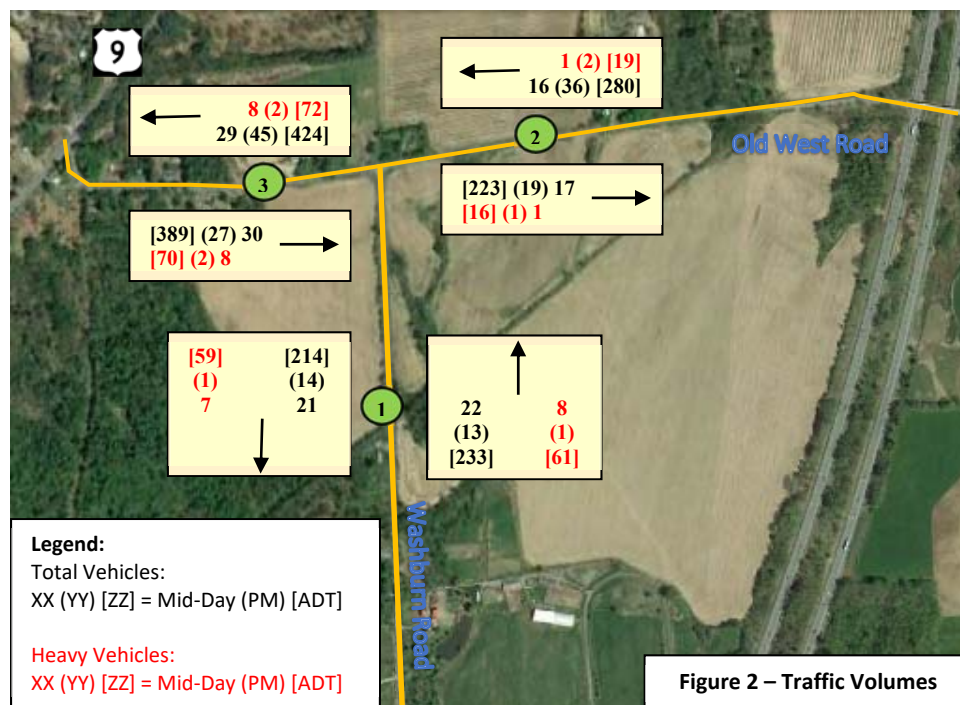 9
1 (2) [19]
16 (36) [280]
8 (2) [72]
29 (45) [424]
2
Old West Road
3
[223] (19) 17
[16] (1) 1
[389] (27) 30
[70] (2) 8
[59] [214]
(1) (14)
7 21
1
22 8
(13) (1)
[233] [61]
Washburn Road
Legend:
Total Vehicles:
XX (YY) [ZZ] = Mid-Day (PM) [ADT]
Heavy Vehicles:
XX (YY) [ZZ] = Mid-Day (PM) [ADT]
Figure 2 – Traffic Volumes